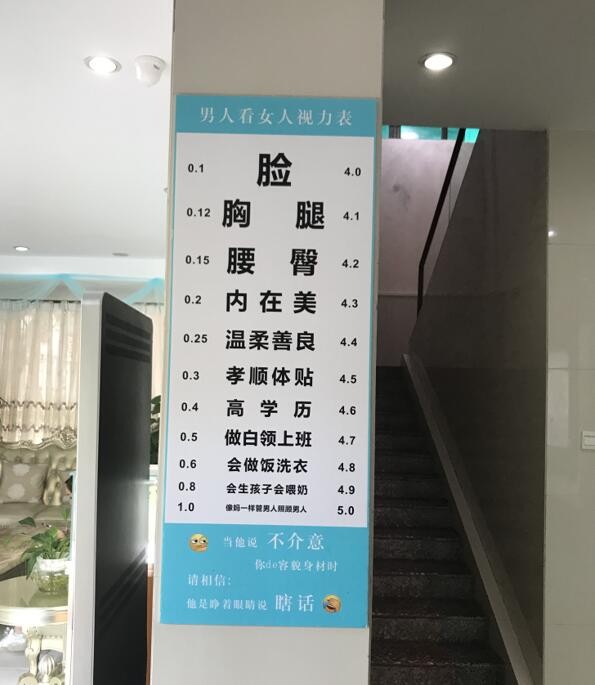 男人看女人视力表
0.1 脸 4.0
0.12 胸 腿 4.1
0.15 腰 臀 4.2
0.2 内在美 4.3
0.25 温柔善良 4.4
0.3 孝顺体贴 4.5
0.4 高学历 4.6
0.5 做白领上班 4.7
0.6 会做饭洗衣 4.8
0.8 会生孩子会喂奶 4.9
1.0 像妈一样管男人照顾男人 5.0
当他说 不介意
你do容貌身材时
请相信：
他是睁着眼睛说 瞎话